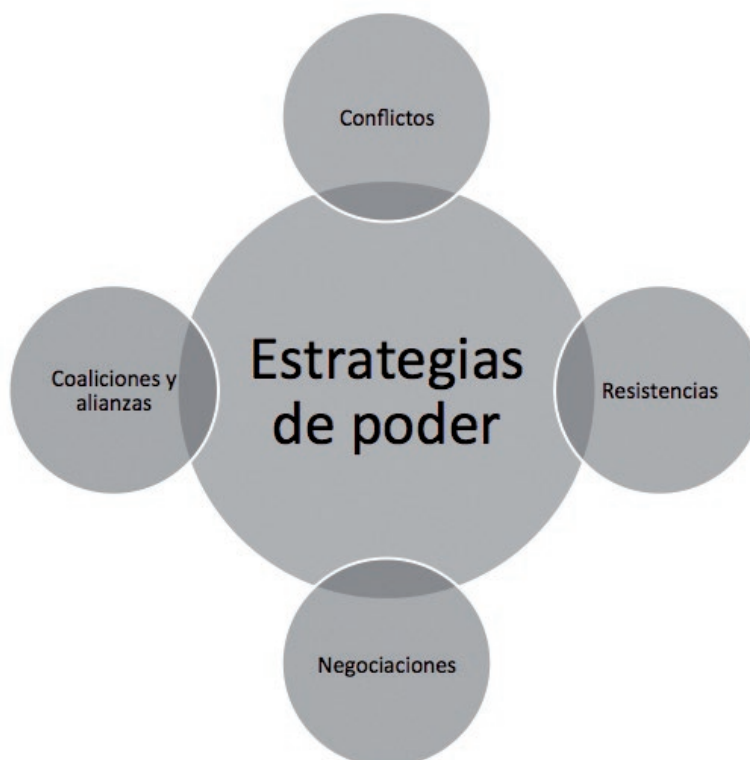 Conflictos
Coaliciones y
alianzas
Estrategias
de poder
Resistencias
Negociaciones